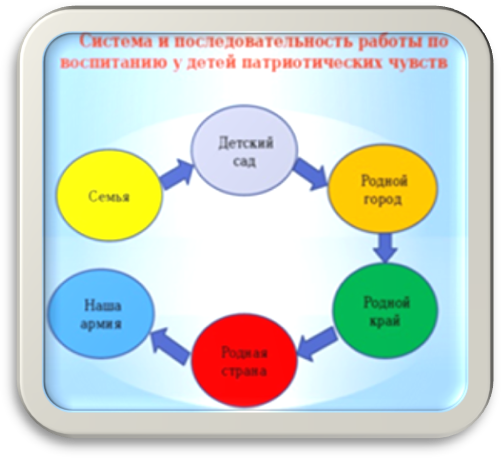 Система и последовательность работы по
воспитанию у детей патриотических чувств
Детский
сад
Семья
Родной
город
Наша
армия
Родной
край
Родная
страна